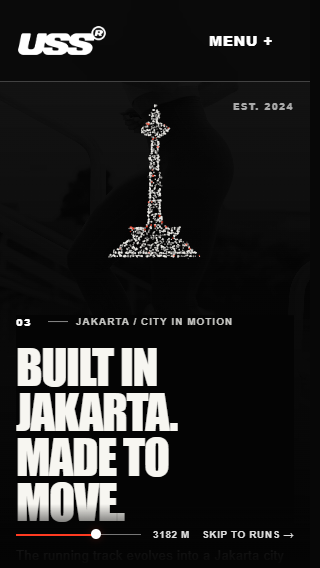 USS®
MENU +
EST. 2024
03 JAKARTA / CITY IN MOTION
BUILT IN
JAKARTA.
MADE TO
MOVE.
3182 M SKIP TO RUNS →
The running track evolves into a Jakarta city